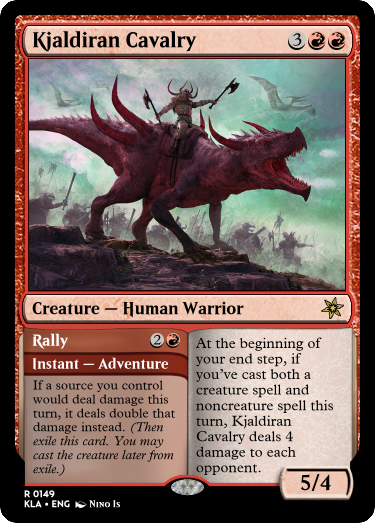 Kjaldiran Cavalry 3
Creature — Human Warrior
Rally 2
Instant — Adventure
If a source you control
would deal damage this
turn, it deals double that
damage instead. (Then
exile this card. You may
cast the creature later from
exile.)
At the beginning of
your end step, if
you've cast both a
creature spell and
noncreature spell this
turn, Kjaldiran
Cavalry deals 4
damage to each
opponent.
5/4
R 0149
KLA • ENG Nino Is